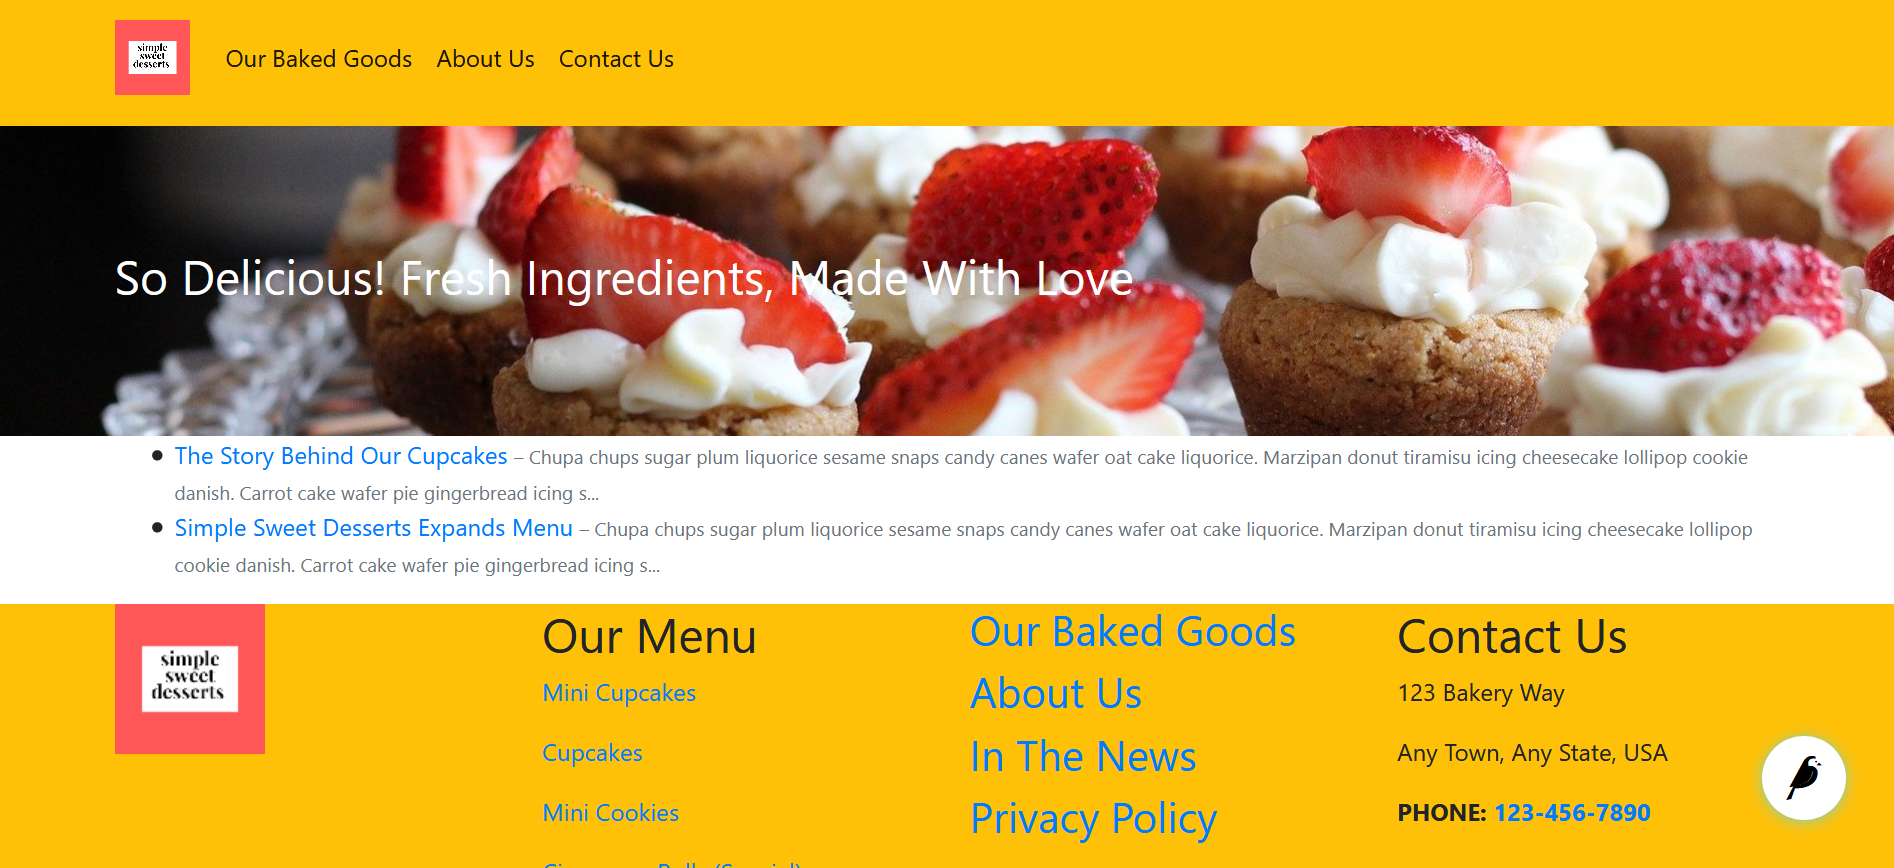 simple
sweet
desserts
Our Baked Goods About Us Contact Us
So Delicious! Fresh Ingredients, Made With Love
The Story Behind Our Cupcakes – Chupa chups sugar plum liquorice sesame snaps candy canes wafer oat cake liquorice. Marzipan donut tiramisu icing cheesecake lollipop cookie
danish. Carrot cake wafer pie gingerbread icing s...
Simple Sweet Desserts Expands Menu – Chupa chups sugar plum liquorice sesame snaps candy canes wafer oat cake liquorice. Marzipan donut tiramisu icing cheesecake lollipop
cookie danish. Carrot cake wafer pie gingerbread icing s...
simple
sweet
desserts
Our Menu
Mini Cupcakes
Cupcakes
Mini Cookies
Our Baked Goods
About Us
In The News
Privacy Policy
Contact Us
123 Bakery Way
Any Town, Any State, USA
PHONE: 123-456-7890